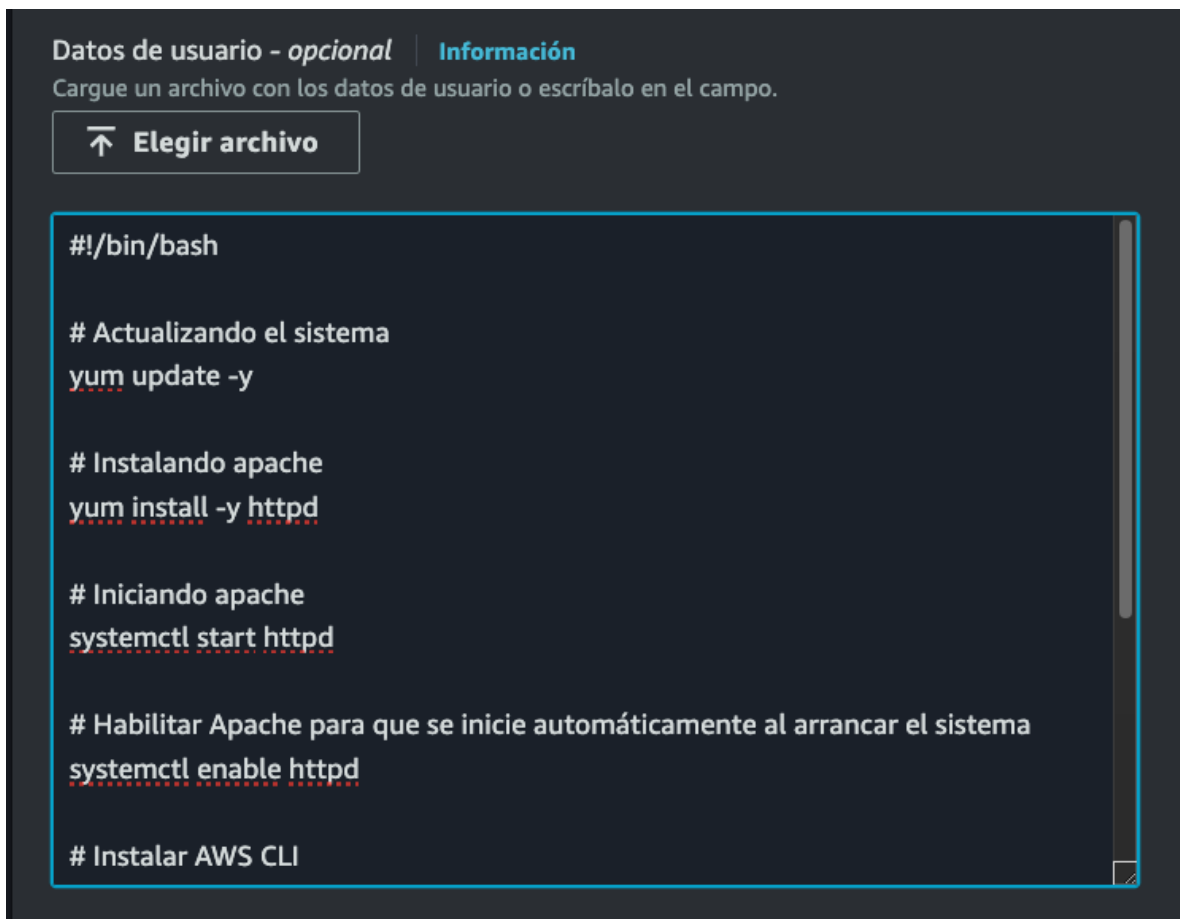 Datos de usuario - opcional Información
Cargue un archivo con los datos de usuario o escríbalo en el campo.
Elegir archivo
#!/bin/bash
# Actualizando el sistema
yum update -y
# Instalando apache
yum install -y httpd
# Iniciando apache
systemctl start httpd
# Habilitar Apache para que se inicie automáticamente al arrancar el sistema
systemctl enable httpd
# Instalar AWS CLI